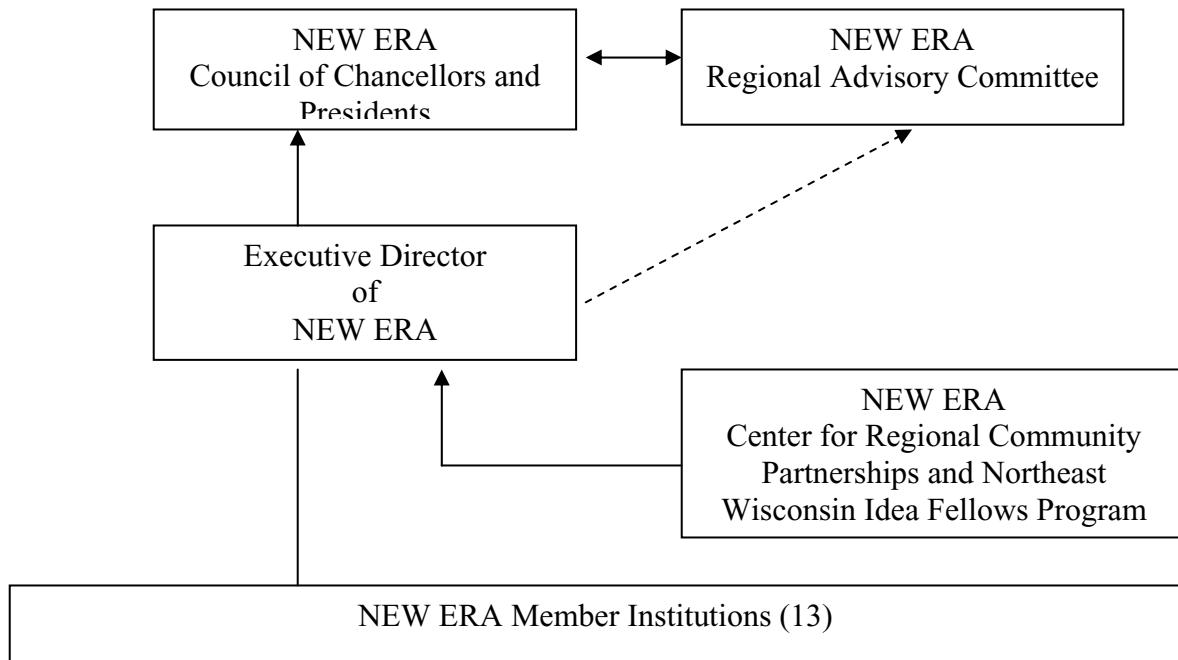 NEW ERA
Council of Chancellors and
Presidents
NEW ERA
Regional Advisory Committee
Executive Director
of
NEW ERA
NEW ERA
Center for Regional Community
Partnerships and Northeast
Wisconsin Idea Fellows Program
NEW ERA Member Institutions (13)